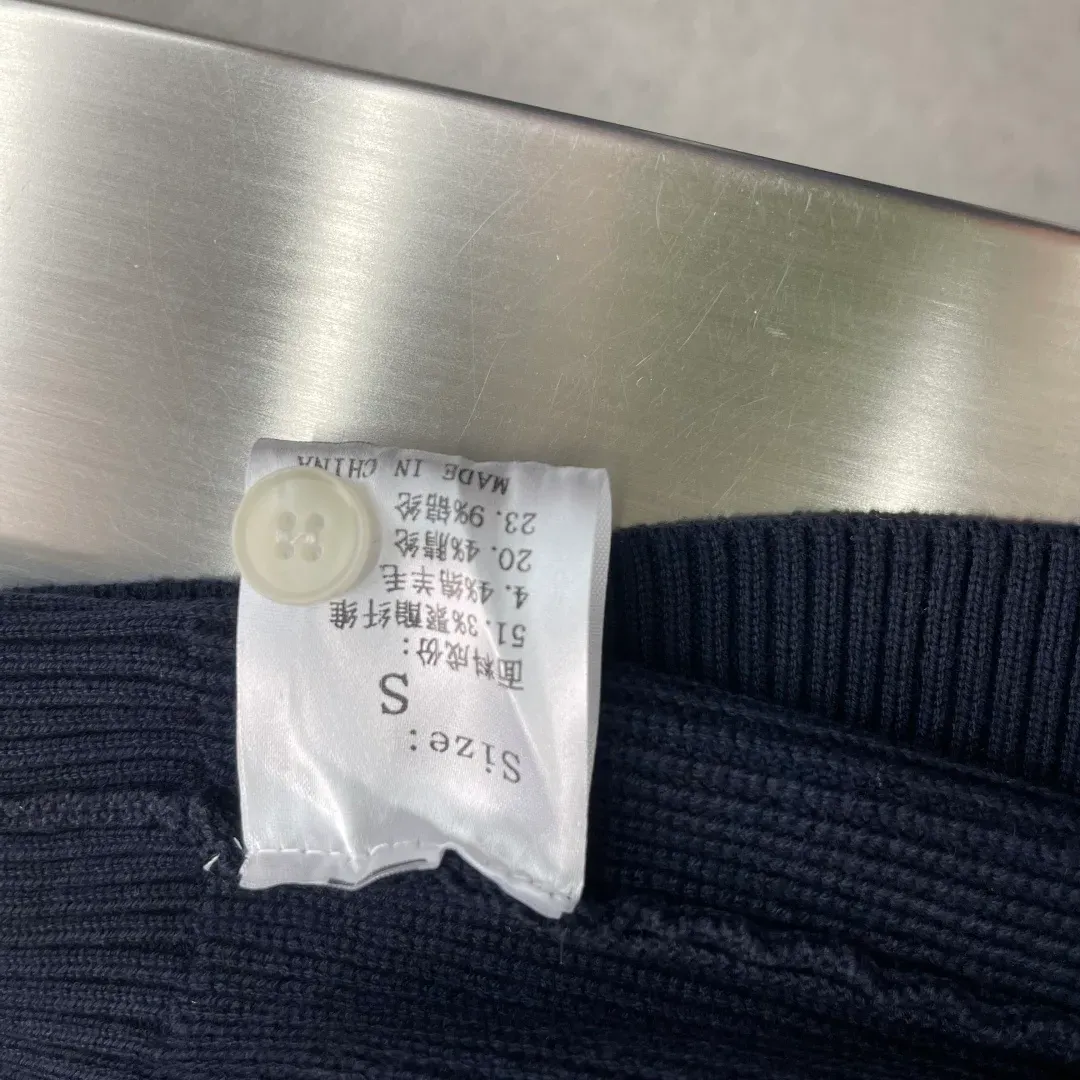 Size: S
面料成份:
51.3%聚酯纤维
4.4%绵羊毛
20.4%腈纶
23.9%锦纶
MADE IN CHINA